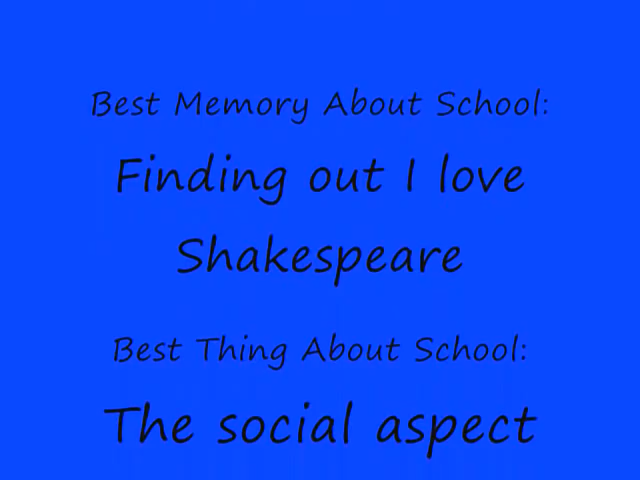 Best Memory About School:
Finding out I love
Shakespeare
Best Thing About School:
The social aspect